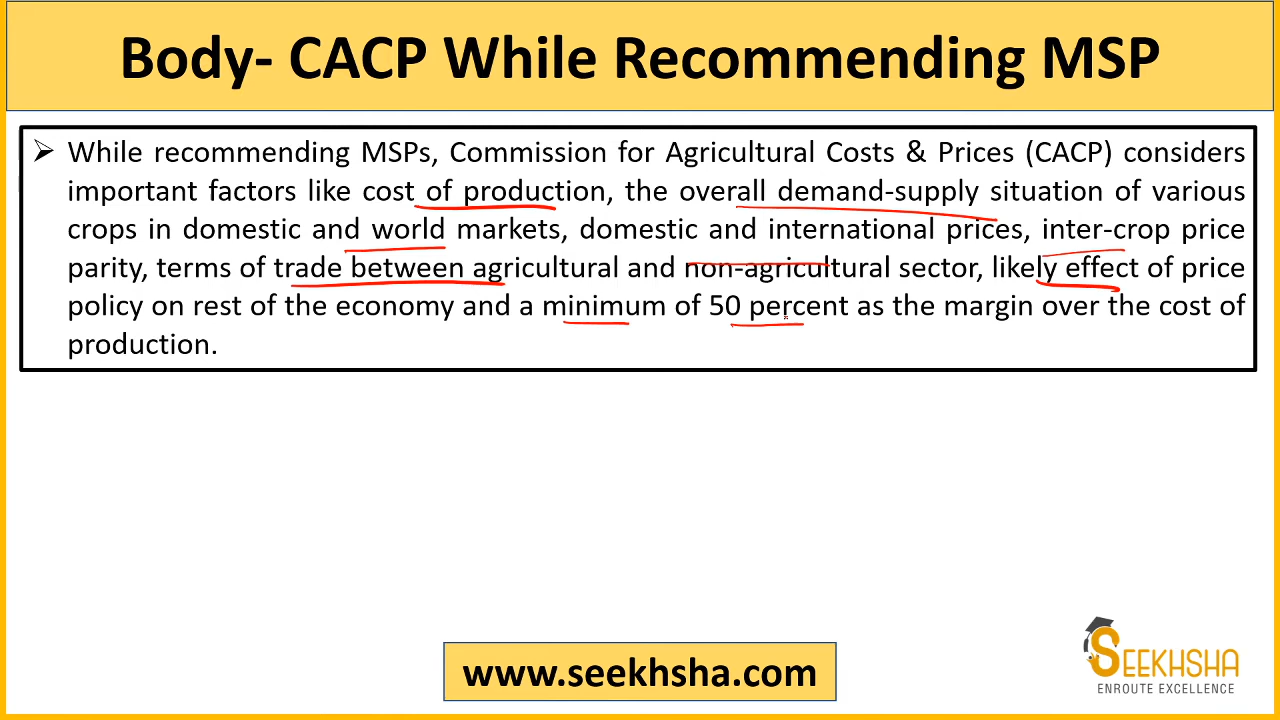 Body- CACP While Recommending MSP
While recommending MSPs, Commission for Agricultural Costs & Prices (CACP) considers
important factors like cost of production, the overall demand-supply situation of various
crops in domestic and world markets, domestic and international prices, inter-crop price
parity, terms of trade between agricultural and non-agricultural sector, likely effect of price
policy on rest of the economy and a minimum of 50 percent as the margin over the cost of
production.
www.seekhsha.com
SEEKHSHA
ENROUTE EXCELLENCE